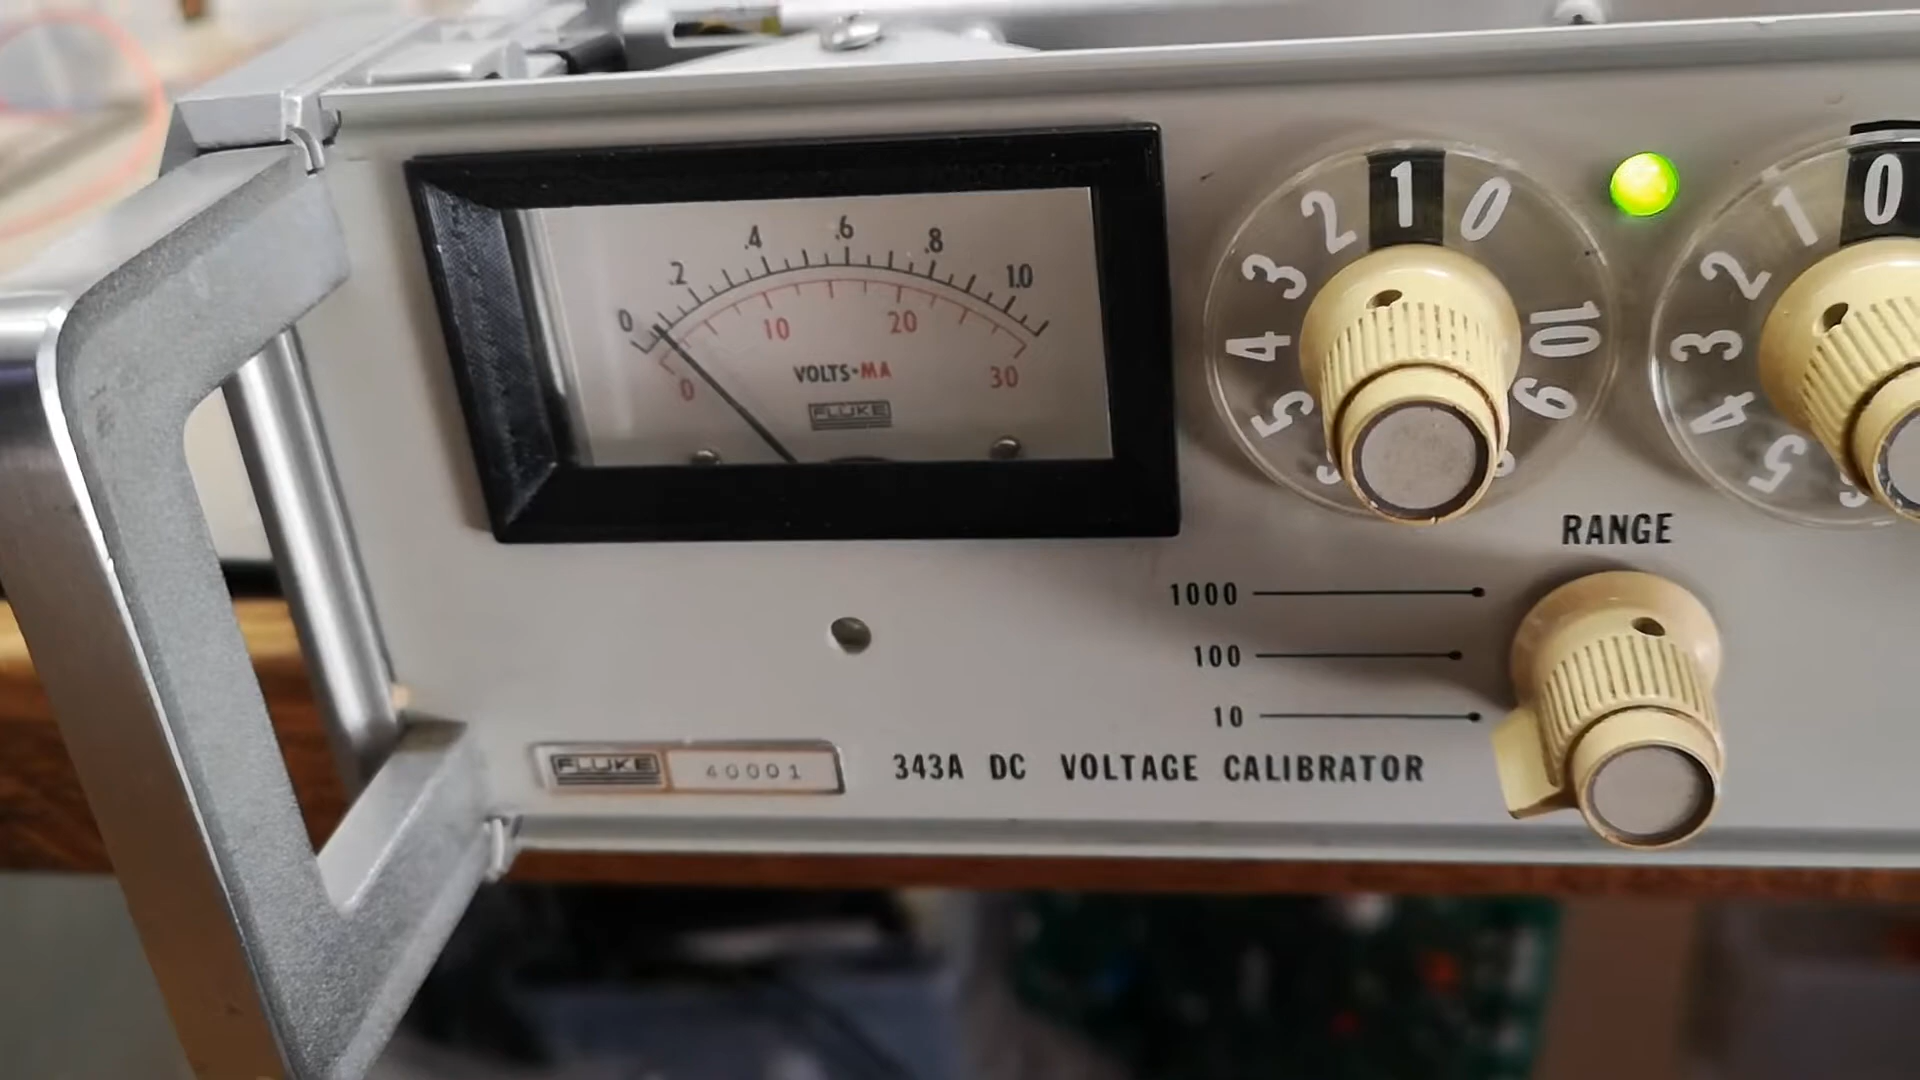 0 .2 .4 .6 .8 1.0
0 10 20 30
VOLTS-MA
FLUKE
5 4 3 2 1 0 10 9
5 4 3 2 1 0
RANGE
1000
100
10
FLUKE 40001
343A DC VOLTAGE CALIBRATOR